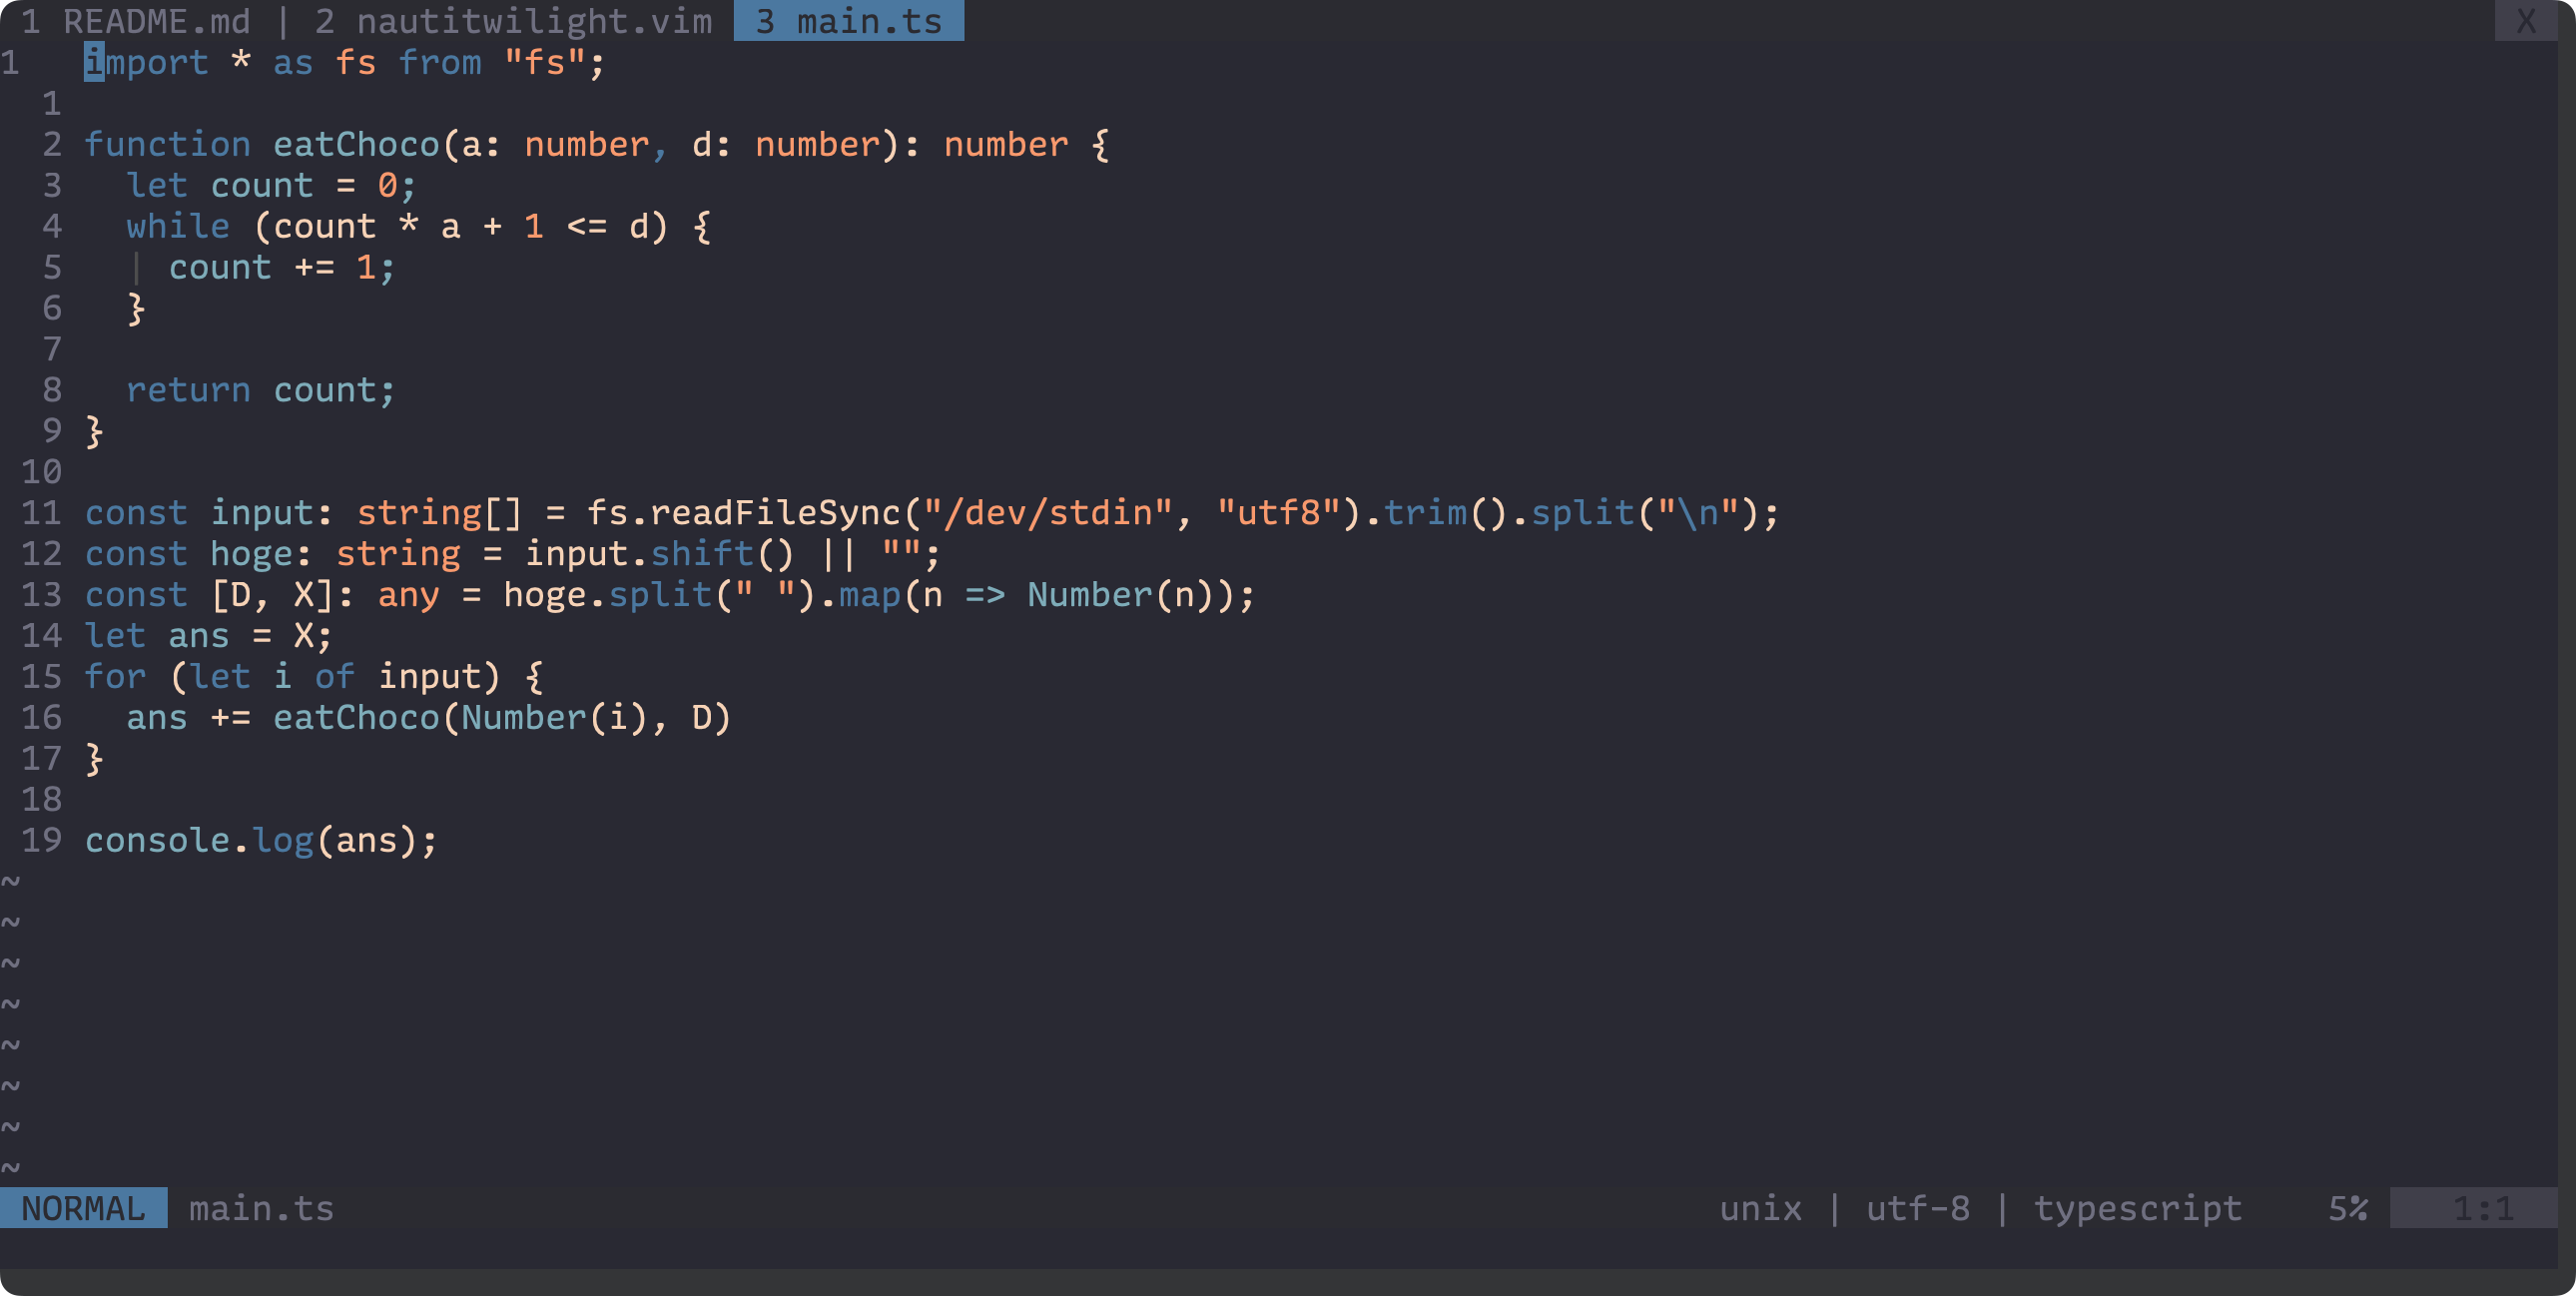 1 README.md | 2 nautitwilight.vim 3 main.ts X
1 import * as fs from "fs";
1
2 function eatChoco(a: number, d: number): number {
3 let count = 0;
4 while (count * a + 1 <= d) {
5 | count += 1;
6 }
7
8 return count;
9 }
10
11 const input: string[] = fs.readFileSync("/dev/stdin", "utf8").trim().split("\n");
12 const hoge: string = input.shift() || "";
13 const [D, X]: any = hoge.split(" ").map(n => Number(n));
14 let ans = X;
15 for (let i of input) {
16 ans += eatChoco(Number(i), D)
17 }
18
19 console.log(ans);
~
~
~
~
~
~
~
~
NORMAL main.ts unix | utf-8 | typescript 5% 1:1